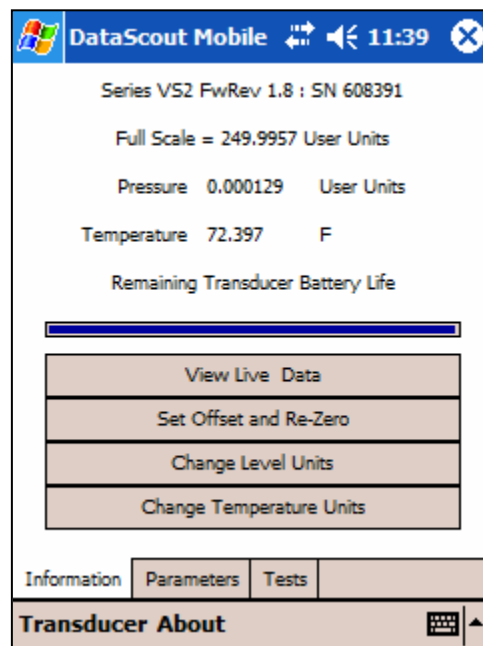 DataScout Mobile 11:39
Series VS2 FwRev 1.8 : SN 608391
Full Scale = 249.9957 User Units
Pressure 0.000129 User Units
Temperature 72.397 F
Remaining Transducer Battery Life
View Live Data
Set Offset and Re-Zero
Change Level Units
Change Temperature Units
Information Parameters Tests
Transducer About